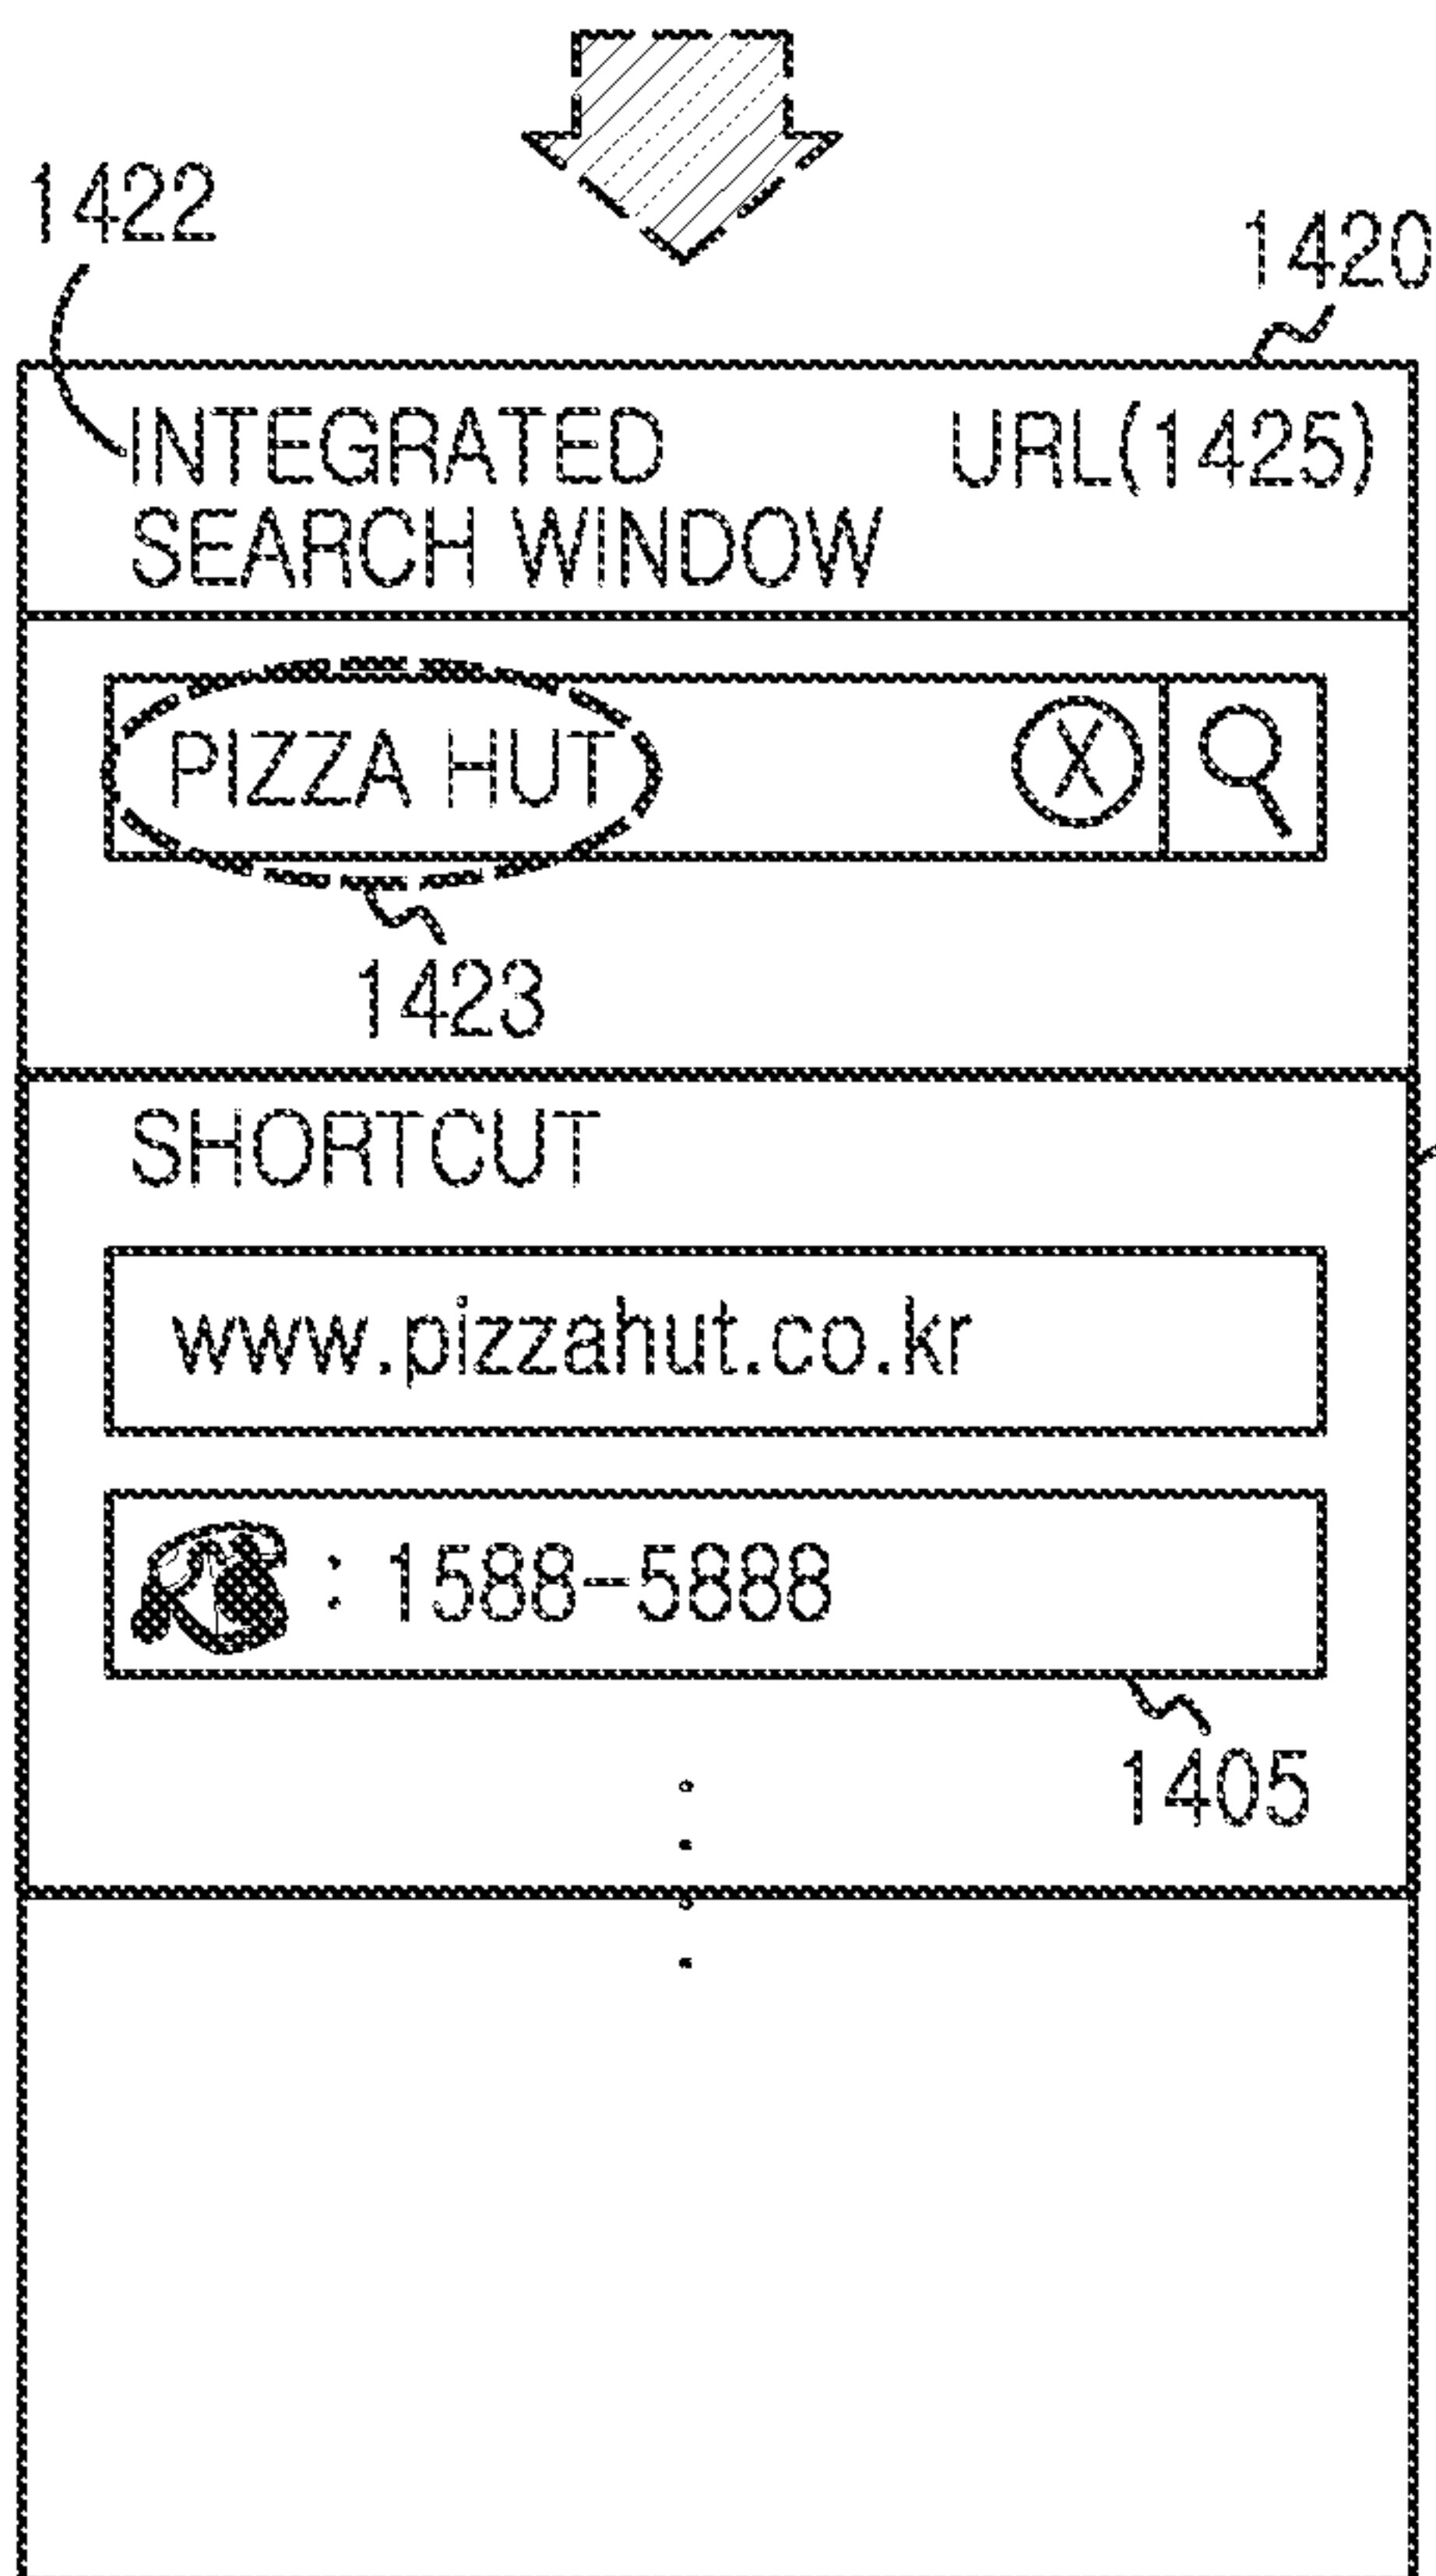 1422
1420
INTEGRATED URL(1425)
SEARCH WINDOW
PIZZA HUT X
1423
SHORTCUT
www.pizzahut.co.kr
: 1588-5888
1405